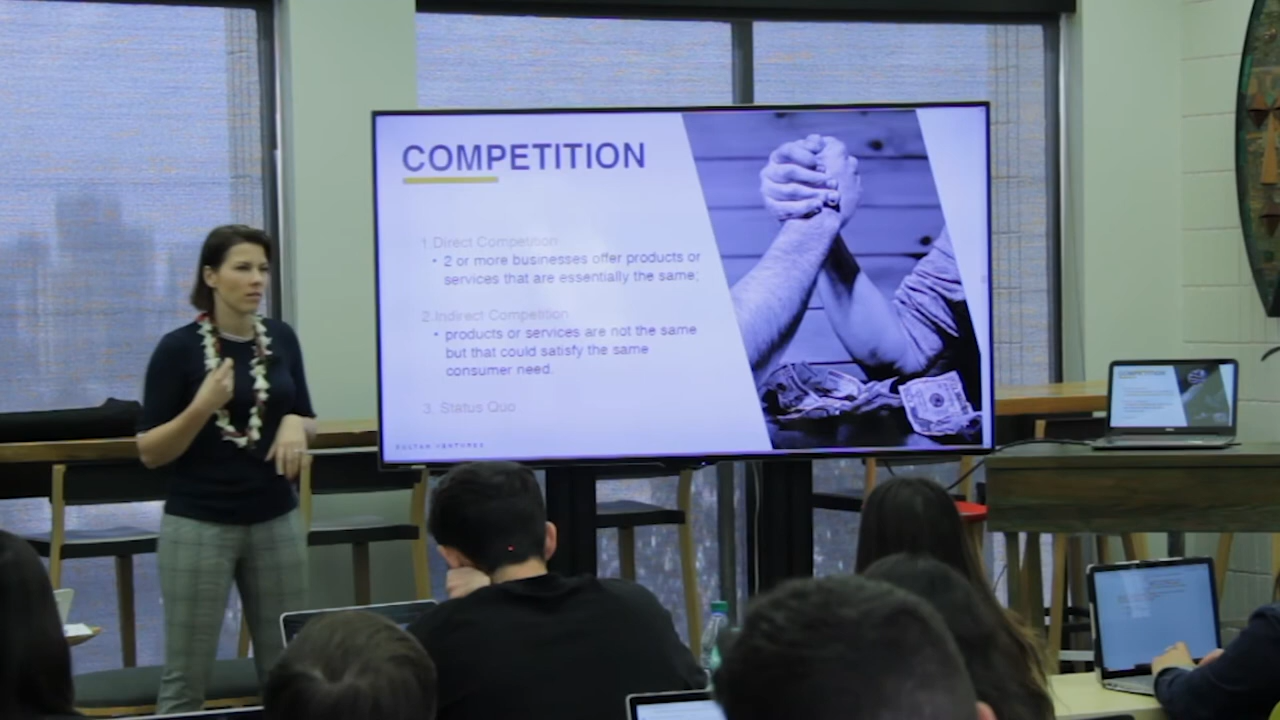 COMPETITION
1.Direct Competition
• 2 or more businesses offer products or
services that are essentially the same;
2.Indirect Competition
• products or services are not the same
but that could satisfy the same
consumer need.
3. Status Quo
SULTAN VENTURES
COMPETITION